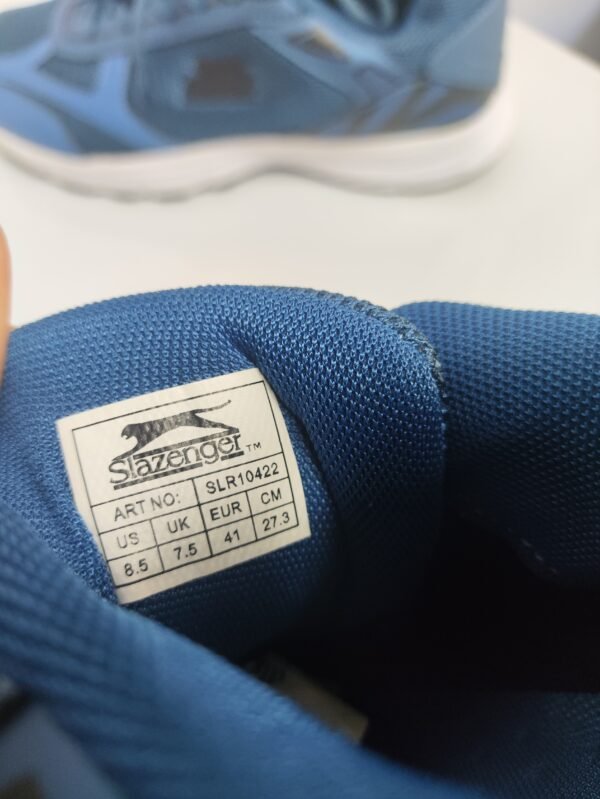 Slazenger™
ART NO: SLR10422
US UK EUR CM
8.5 7.5 41 27.3